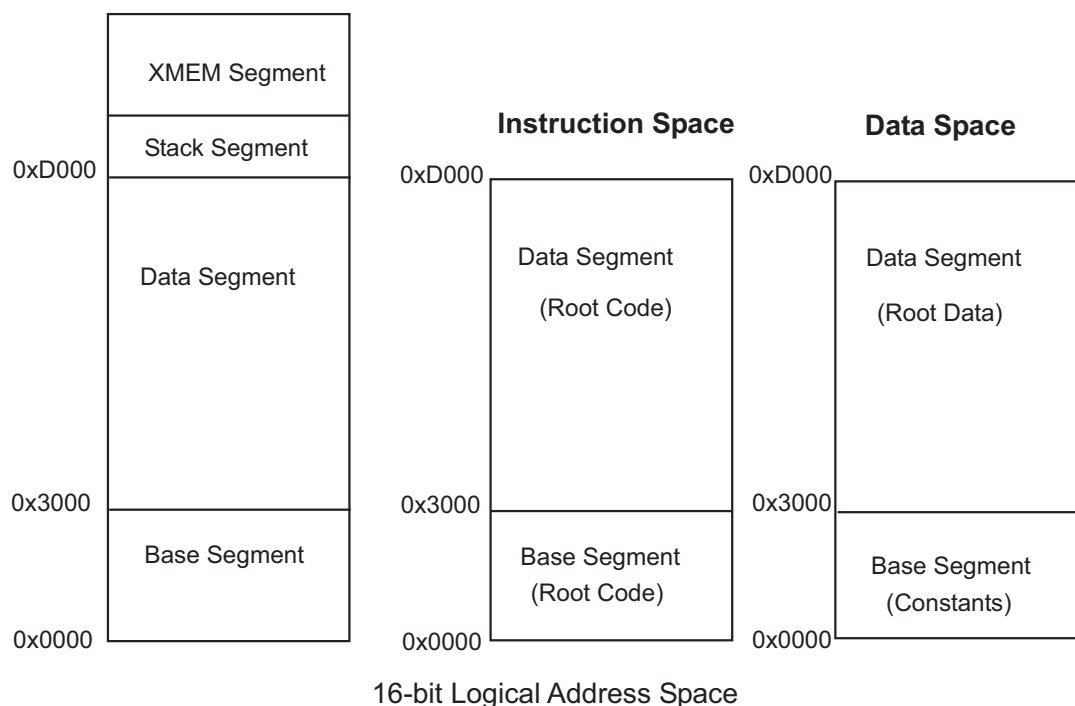 XMEM Segment
Stack Segment
0xD000
Data Segment
0x3000
Base Segment
0x0000
Instruction Space
0xD000
Data Segment
(Root Code)
0x3000
Base Segment
(Root Code)
0x0000
Data Space
0xD000
Data Segment
(Root Data)
0x3000
Base Segment
(Constants)
0x0000
16-bit Logical Address Space